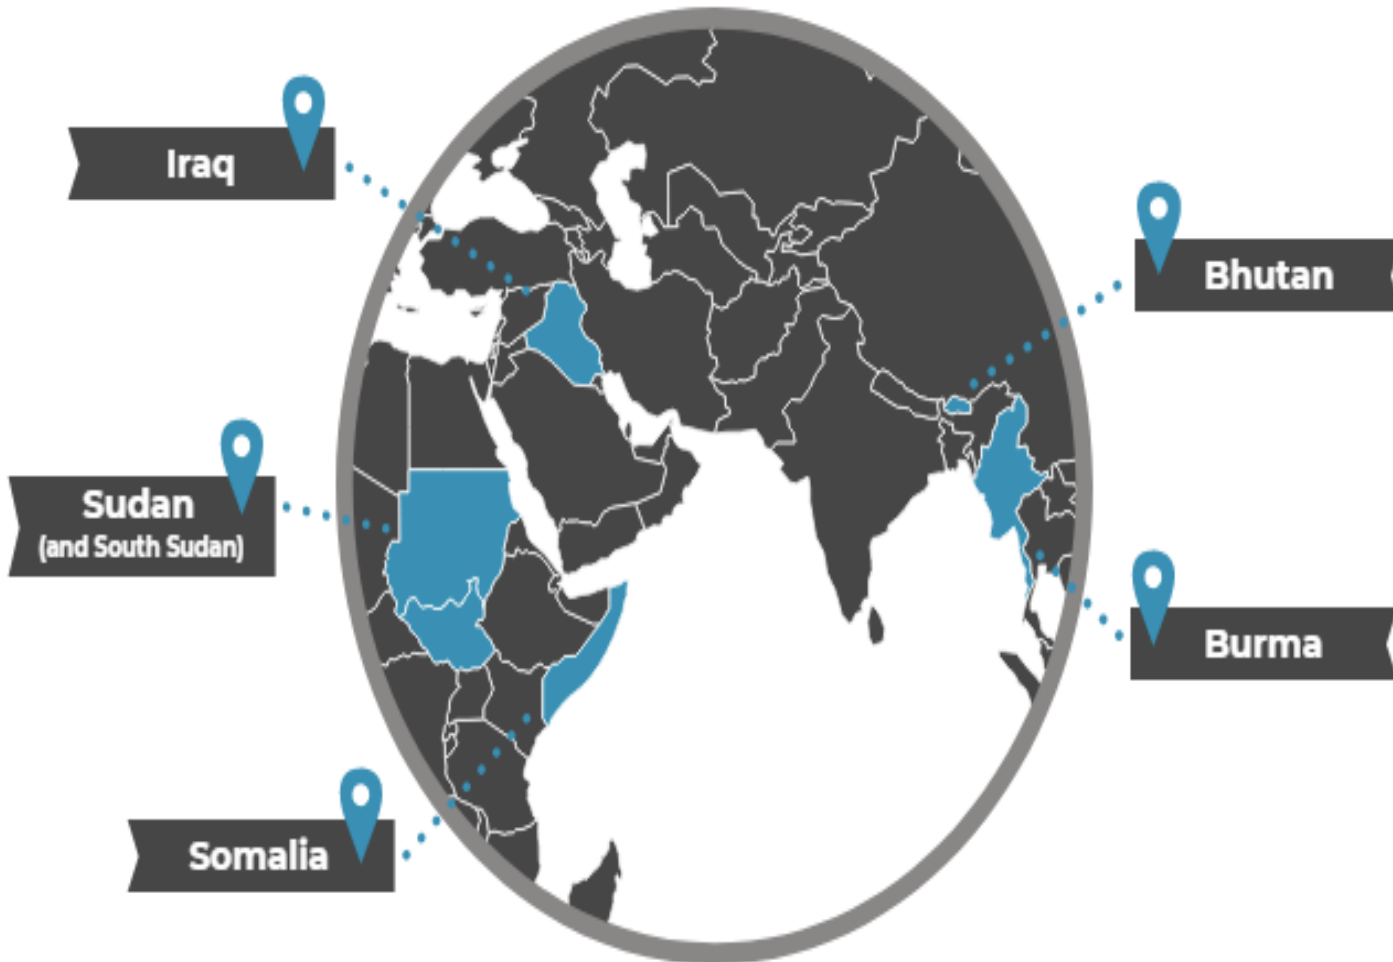 Iraq
Bhutan
Sudan
(and South Sudan)
Burma
Somalia